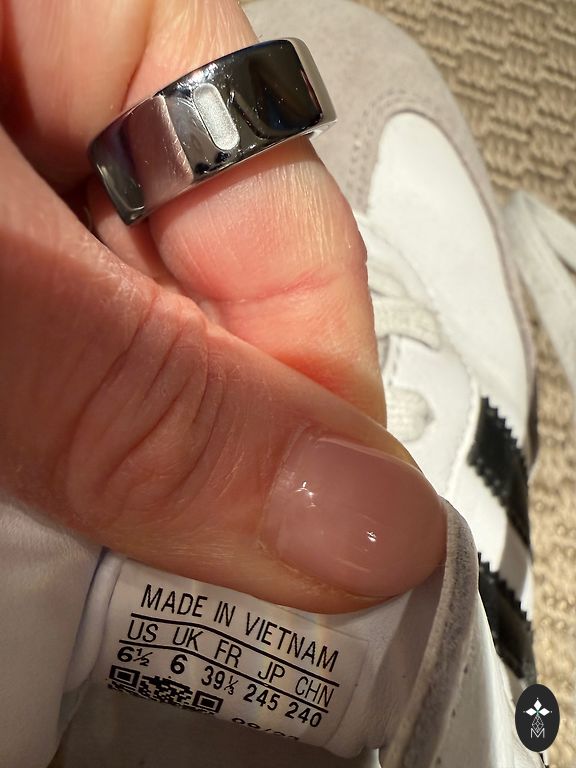 MADE IN VIETNAM
US UK FR JP CHN
6½ 6 39⅓ 245 240
M